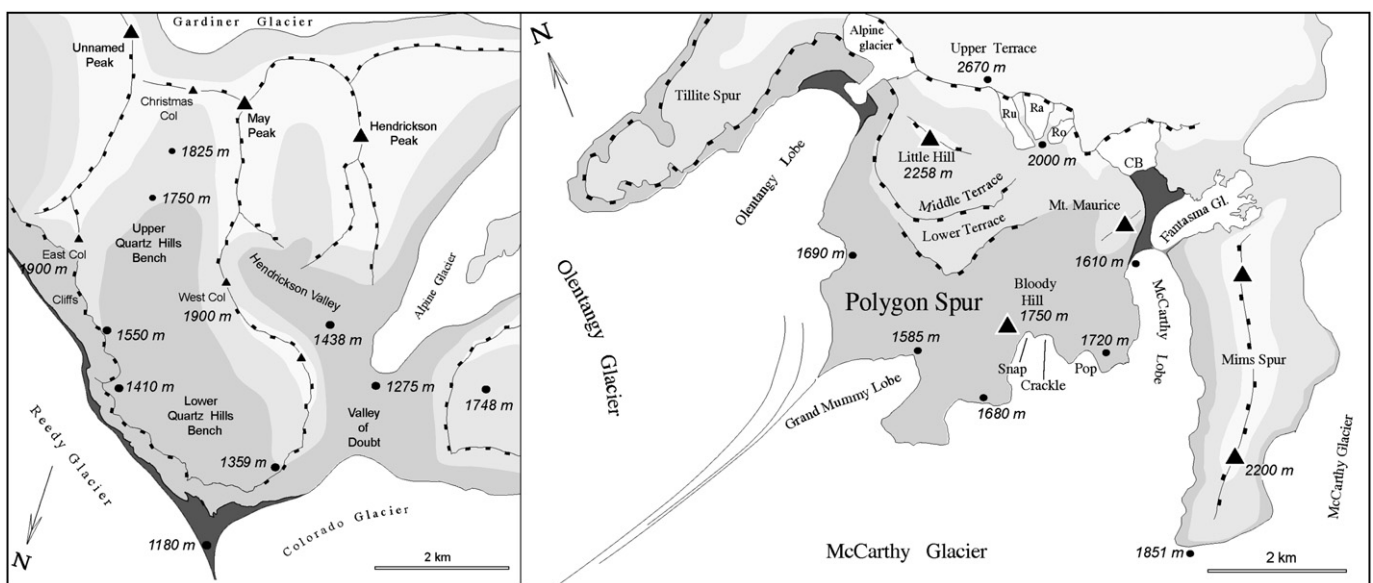 Gardiner Glacier
Unnamed
Peak
Christmas
Col
May
Peak
Hendrickson
Peak
1825 m
1750 m
Upper
Quartz Hills
Bench
East Col
1900 m
Cliffs
Hendrickson Valley
West Col
1900 m
Alpine Glacier
1550 m
1438 m
1410 m
1275 m
1748 m
Lower
Quartz Hills
Bench
Valley
of
Doubt
1359 m
Reedy Glacier
Colorado Glacier
1180 m
N
2 km
N
Alpine
glacier
Upper Terrace
2670 m
Tillite Spur
Ru
Ra
Ro
Little Hill
2258 m
2000 m
CB
Olentangy Lobe
Middle Terrace
Mt. Maurice
Fantasma Gl.
Lower Terrace
1690 m
1610 m
Olentangy Glacier
Polygon Spur
Bloody
Hill
1750 m
McCarthy Lobe
1585 m
1720 m
Snap
Crackle
Pop
Mims Spur
Grand Mummy Lobe
1680 m
2200 m
McCarthy Glacier
McCarthy Glacier
1851 m
2 km